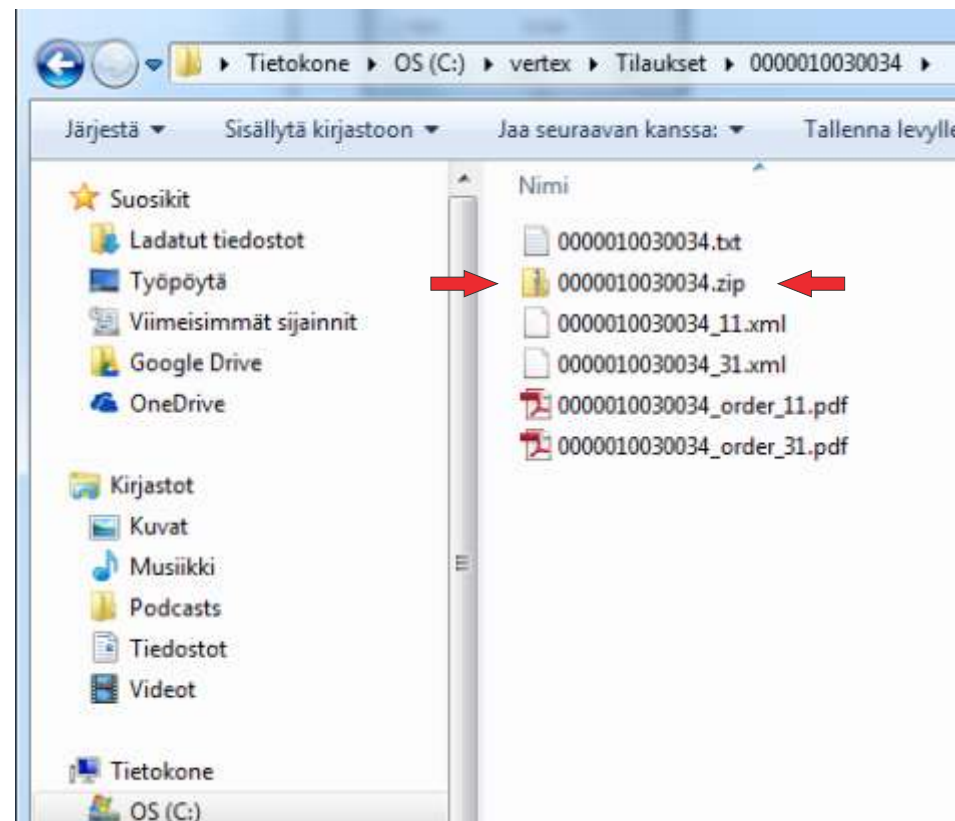 Tietokone ▸ OS (C:) ▸ vertex ▸ Tilaukset ▸ 0000010030034 ▸
Järjestä Sisällytä kirjastoon Jaa seuraavan kanssa: Tallenna levylle
Nimi
Suosikit
Ladatut tiedostot
Työpöytä
Viimeisimmät sijainnit
Google Drive
OneDrive
Kirjastot
Kuvat
Musiikki
Podcasts
Tiedostot
Videot
Tietokone
OS (C:)
0000010030034.txt
0000010030034.zip
0000010030034_11.xml
0000010030034_31.xml
0000010030034_order_11.pdf
0000010030034_order_31.pdf